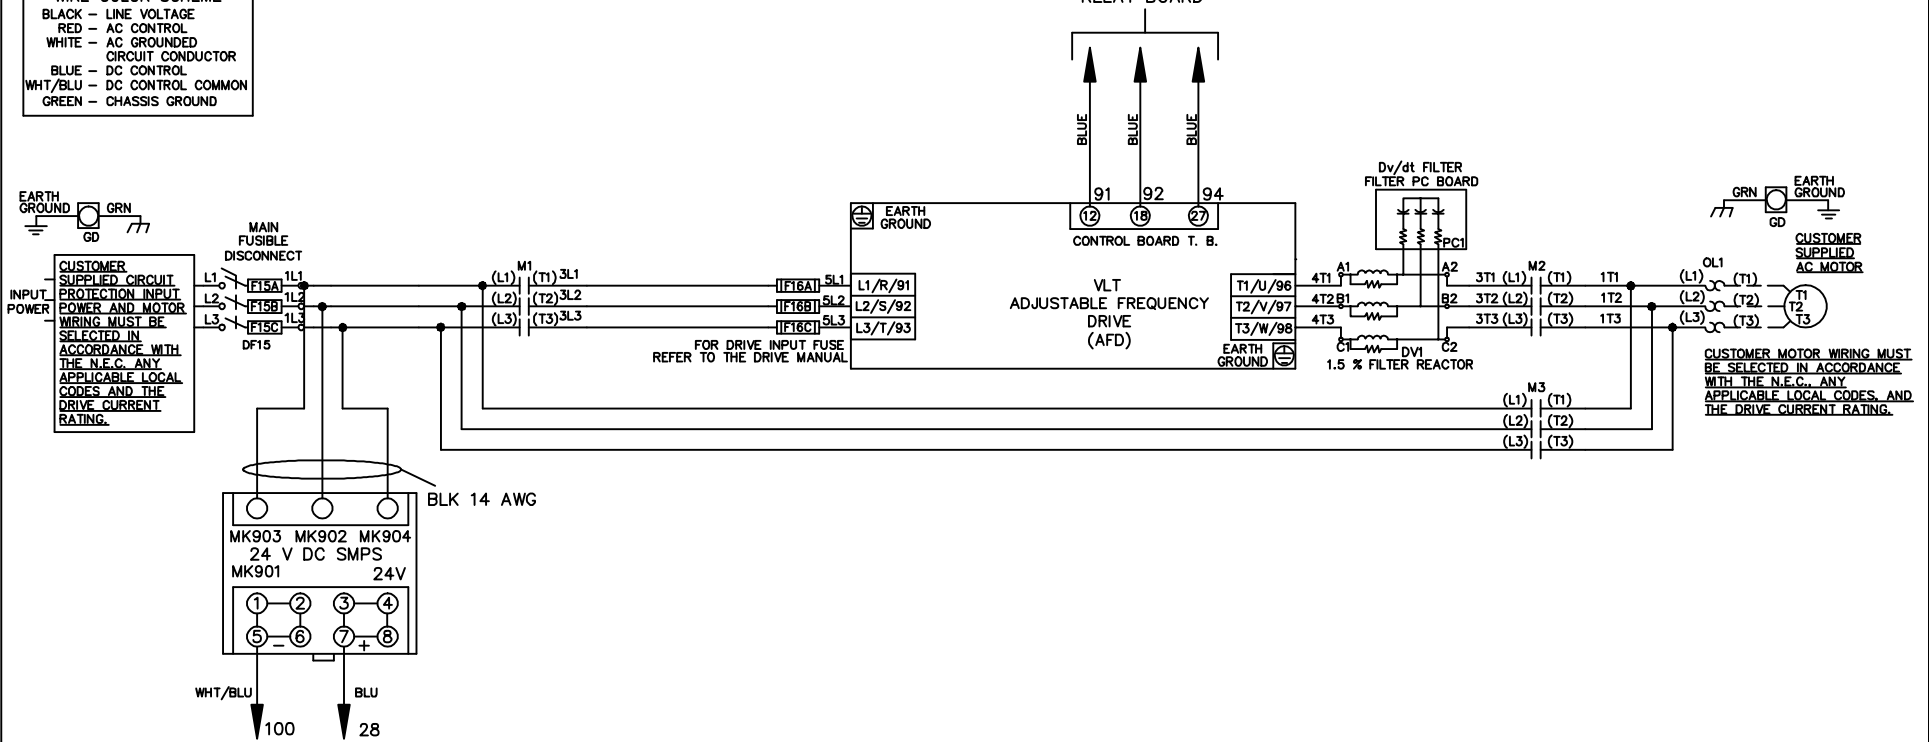 BLACK – LINE VOLTAGE
RED – AC CONTROL
WHITE – AC GROUNDED
CIRCUIT CONDUCTOR
BLUE – DC CONTROL
WHT/BLU – DC CONTROL COMMON
GREEN – CHASSIS GROUND
BLUE
BLUE
BLUE
91
92
94
12
18
27
CONTROL BOARD T. B.
EARTH
GROUND
GRN
GD
MAIN
FUSIBLE
DISCONNECT
INPUT
POWER
CUSTOMER
SUPPLIED CIRCUIT
PROTECTION INPUT
POWER AND MOTOR
WIRING MUST BE
SELECTED IN
ACCORDANCE WITH
THE N.E.C. ANY
APPLICABLE LOCAL
CODES AND THE
DRIVE CURRENT
RATING.
L1
F15A
1L1
L2
F15B
1L2
L3
F15C
1L3
DF15
M1
(L1) (T1) 3L1
(L2) (T2) 3L2
(L3) (T3) 3L3
F16A 5L1
F16B 5L2
F16C 5L3
FOR DRIVE INPUT FUSE
REFER TO THE DRIVE MANUAL
EARTH
GROUND
L1/R/91
L2/S/92
L3/T/93
VLT
ADJUSTABLE FREQUENCY
DRIVE
(AFD)
T1/U/96
T2/V/97
T3/W/98
EARTH
GROUND
Dv/dt FILTER
FILTER PC BOARD
PC1
4T1 A1 A2
4T2 B1 B2
4T3 C1 C2
DV1
1.5 % FILTER REACTOR
M2
3T1 (L1) (T1) 1T1
3T2 (L2) (T2) 1T2
3T3 (L3) (T3) 1T3
OL1
(L1) (T1)
(L2) (T2)
(L3) (T3)
T1
T2
T3
GRN
GD
EARTH
GROUND
CUSTOMER
SUPPLIED
AC MOTOR
CUSTOMER MOTOR WIRING MUST
BE SELECTED IN ACCORDANCE
WITH THE N.E.C., ANY
APPLICABLE LOCAL CODES, AND
THE DRIVE CURRENT RATING.
M3
(L1) (T1)
(L2) (T2)
(L3) (T3)
BLK 14 AWG
MK903 MK902 MK904
24 V DC SMPS
MK901 24V
1 2 3 4
5 – 6 7 + 8
WHT/BLU
BLU
100
28